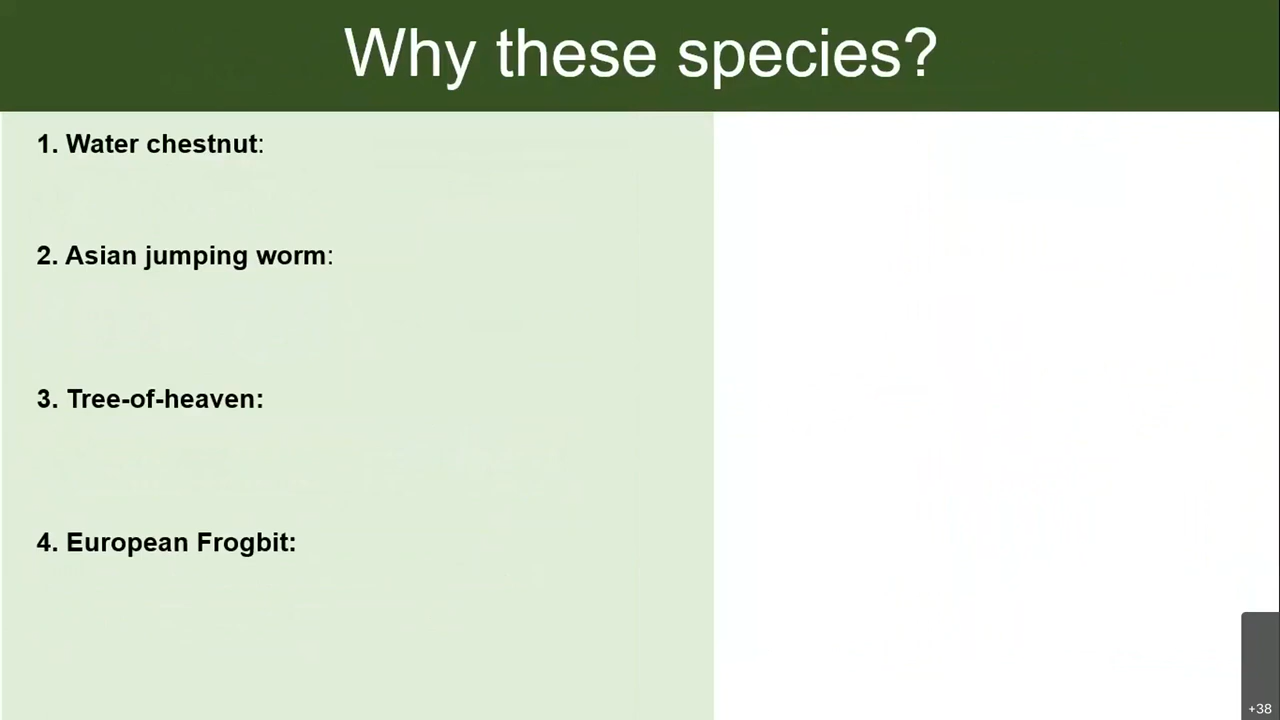 Why these species?
1. Water chestnut:
2. Asian jumping worm:
3. Tree-of-heaven:
4. European Frogbit:
+38